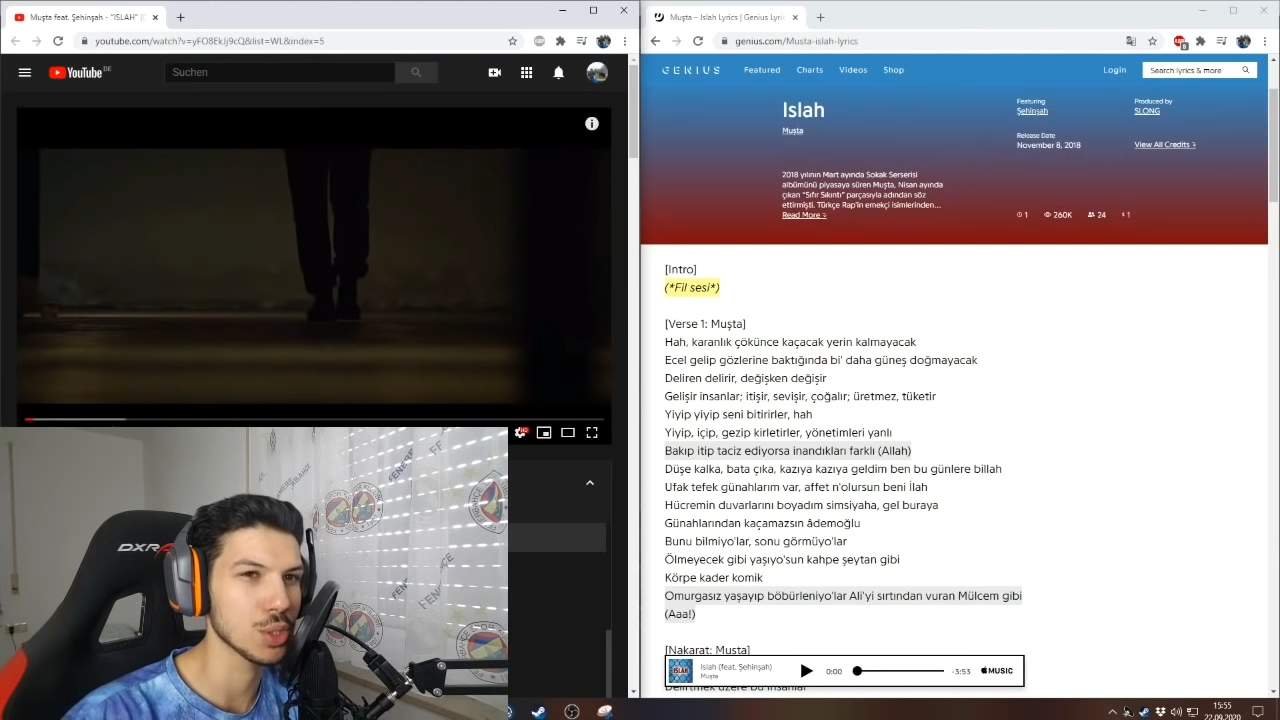 Muşta feat. Şehinşah - "ISLAH" (
youtube.com/watch?v=yFO8EkJj9cQ&list=WL&index=5
YouTube DE
Suchen
DXR
FENCE
Muşta – Islah Lyrics | Genius Lyri
genius.com/Musta-islah-lyrics
GENIUS
Featured
Charts
Videos
Shop
Login
Search lyrics & more
Islah
Muşta
Featuring
Şehinşah
Produced by
SLONG
Release Date
November 8, 2018
View All Credits
2018 yılının Mart ayında Sokak Serserisi
albümünü piyasaya süren Muşta, Nisan ayında
çıkan "Sıfır Sıkıntı" parçasıyla adından söz
ettirmişti. Türkçe Rap'in emekçi isimlerinden...
Read More
1
260K
24
1
[Intro]
(*Fil sesi*)
[Verse 1: Muşta]
Hah, karanlık çökünce kaçacak yerin kalmayacak
Ecel gelip gözlerine baktığında bi' daha güneş doğmayacak
Deliren delirir, değişken değişir
Gelişir insanlar; itişir, sevişir, çoğalır; üretmez, tüketir
Yiyip yiyip seni bitirirler, hah
Yiyip, içip, gezip kirletirler, yönetimleri yanlı
Bakıp itip taciz ediyorsa inandıkları farklı (Allah)
Düşe kalka, bata çıka, kazıya kazıya geldim ben bu günlere billah
Ufak tefek günahlarım var, affet n'olursun beni İlah
Hücremin duvarlarını boyadım simsiyaha, gel buraya
Günahlarından kaçamazsın âdemoğlu
Bunu bilmiyo'lar, sonu görmüyo'lar
Ölmeyecek gibi yaşıyo'sun kahpe şeytan gibi
Körpe kader komik
Omurgasız yaşayıp böbürleniyo'lar Ali'yi sırtından vuran Mülcem gibi
(Aaa!)
[Nakarat: Muşta]
Islah (feat. Şehinşah)
Muşta
0:00
-3:53
MUSIC
Delirtmek üzere bu insanlar
15:55
22.09.2020